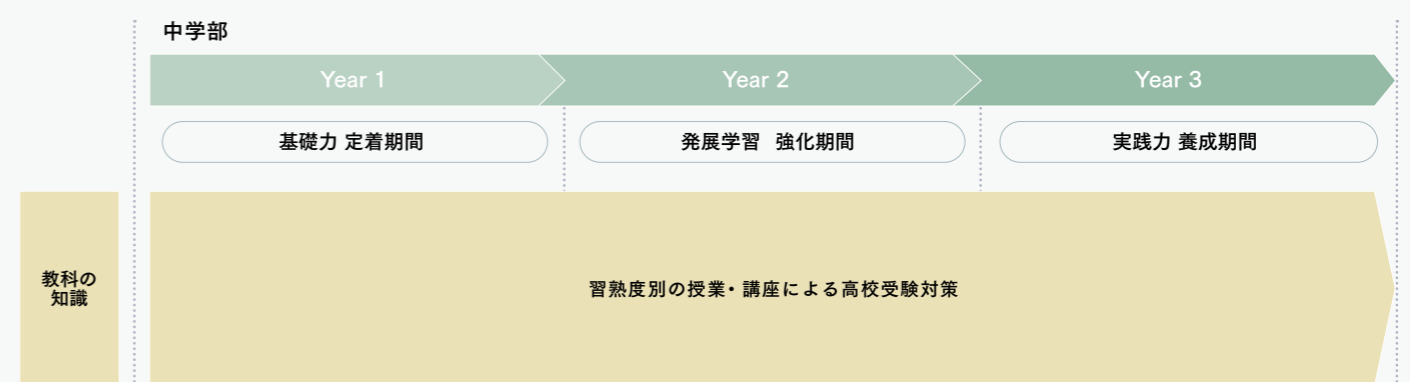 中学部
Year 1
Year 2
Year 3
基礎力 定着期間
発展学習 強化期間
実践力 養成期間
教科の
知識
習熟度別の授業・講座による高校受験対策